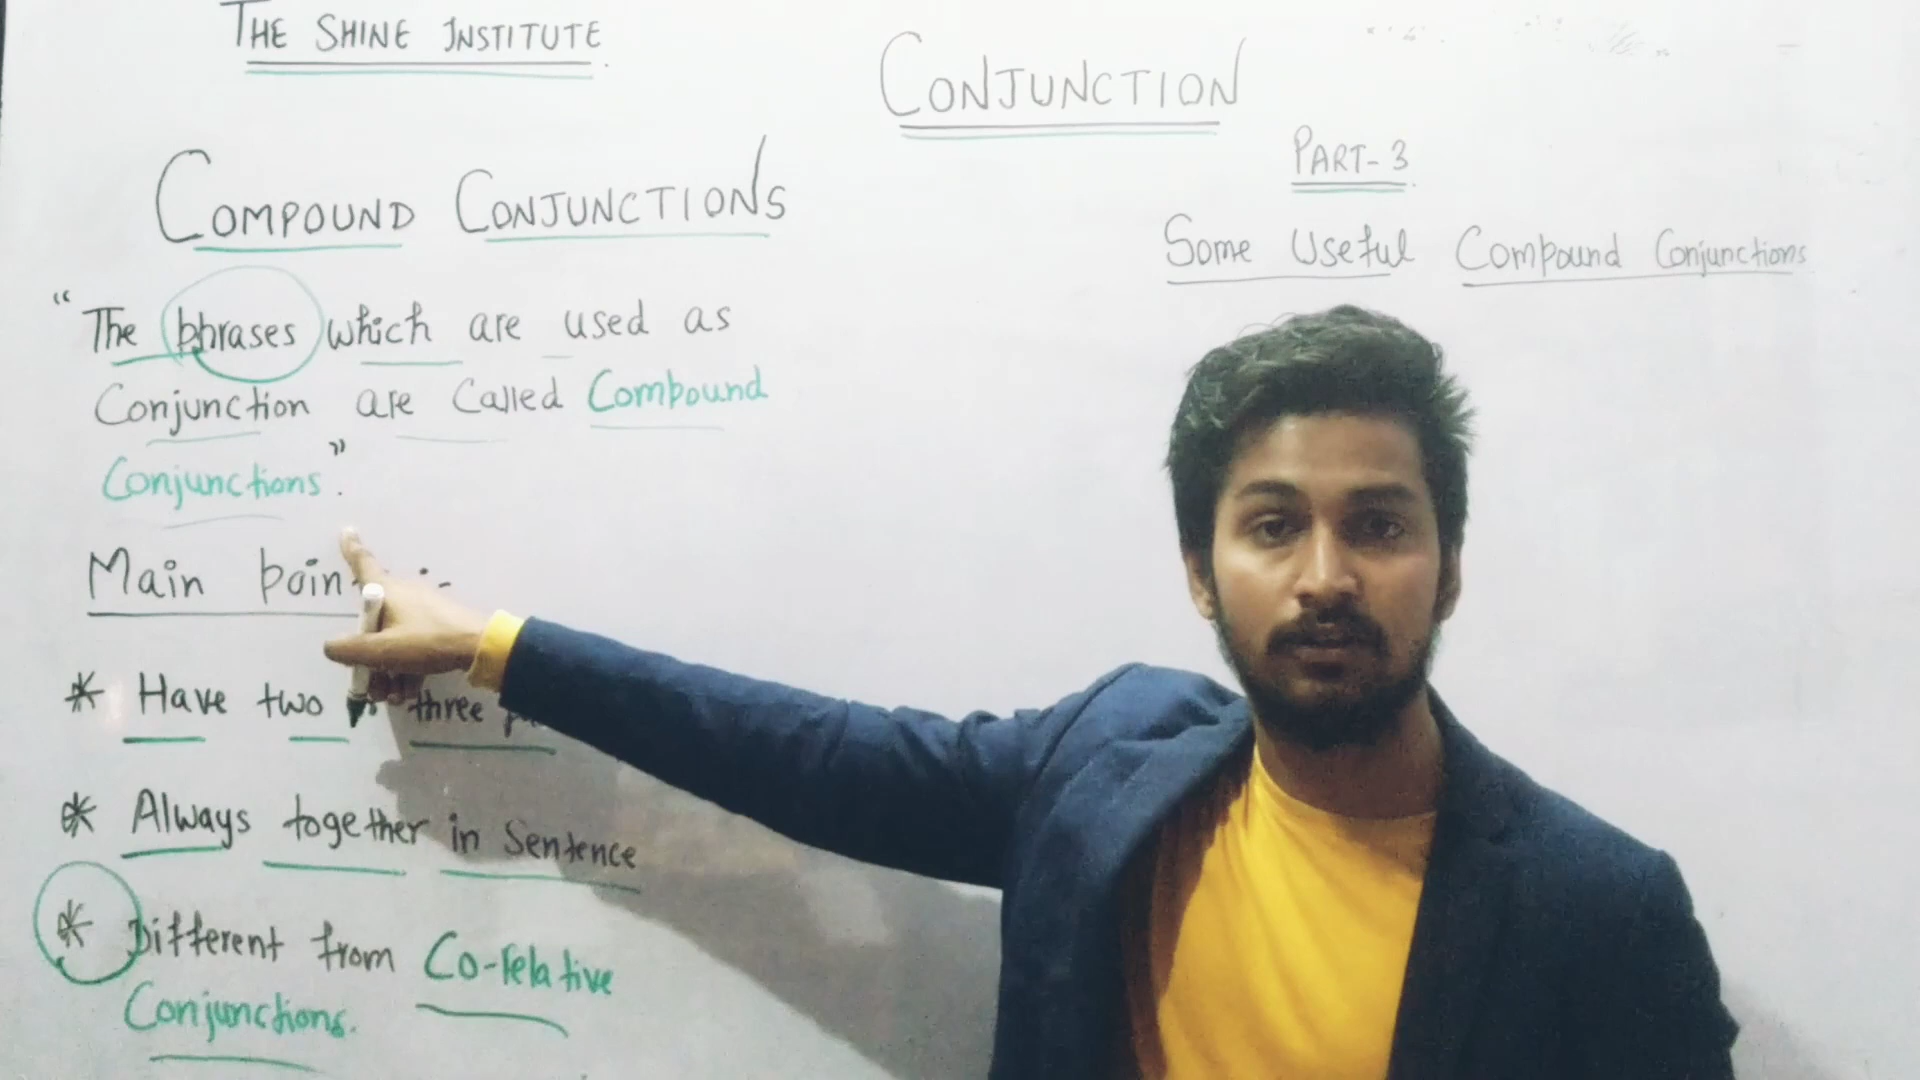 THE SHINE INSTITUTE
CONJUNCTION
PART-3
COMPOUND CONJUNCTIONS
Some Useful Compound Conjunctions
"The phrases which are used as
Conjunction are Called Compound
Conjunctions".
Main
* Have two three
* Always together in Sentence
* Different from Co-relative
Conjunctions.